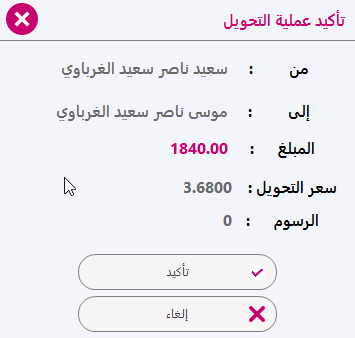 تأكيد عملية التحويل
من : سعيد ناصر سعيد الغرباوي
إلى : موسى ناصر سعيد الغرباوي
المبلغ : 1840.00
سعر التحويل : 3.6800
الرسوم : 0
تأكيد
إلغاء